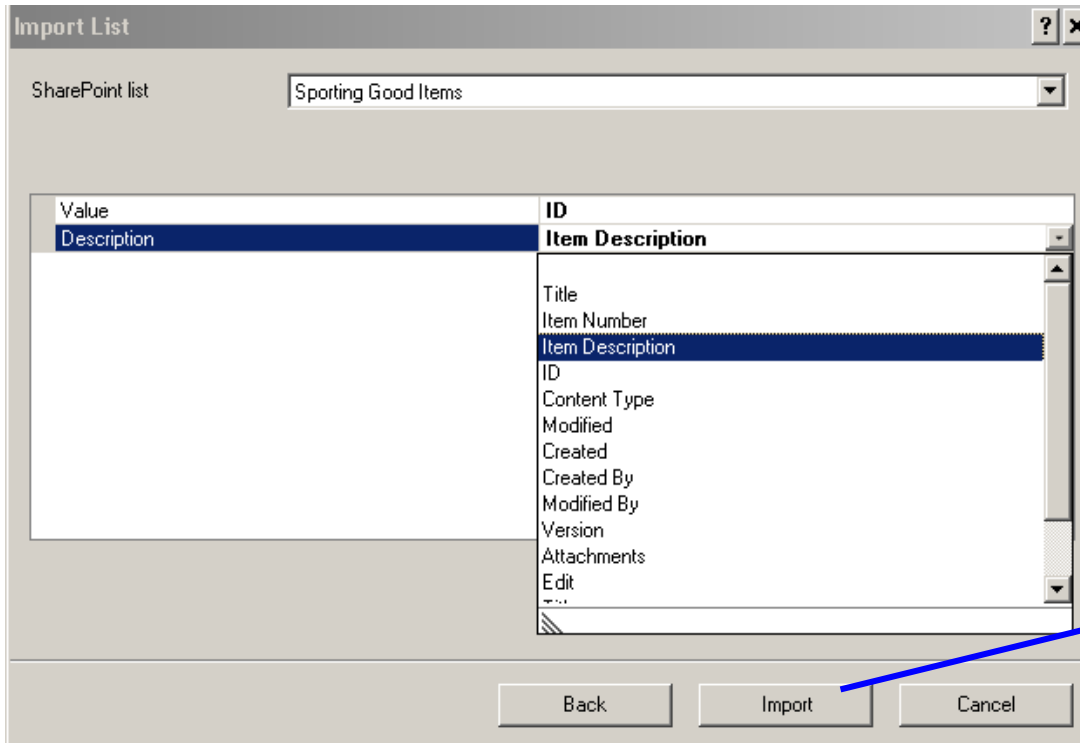 Import List
?
SharePoint list
Sporting Good Items
Value ID
Description Item Description
Title
Item Number
Item Description
ID
Content Type
Modified
Created
Created By
Modified By
Version
Attachments
Edit
Back Import Cancel